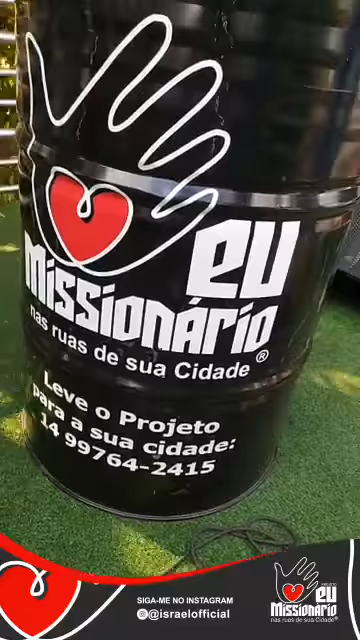 eu
Missionário
nas ruas de sua Cidade ®
Leve o Projeto
para a sua cidade:
14 99764-2415
SIGA-ME NO INSTAGRAM
@israelofficial
eu
Missionário
nas ruas de sua Cidade®